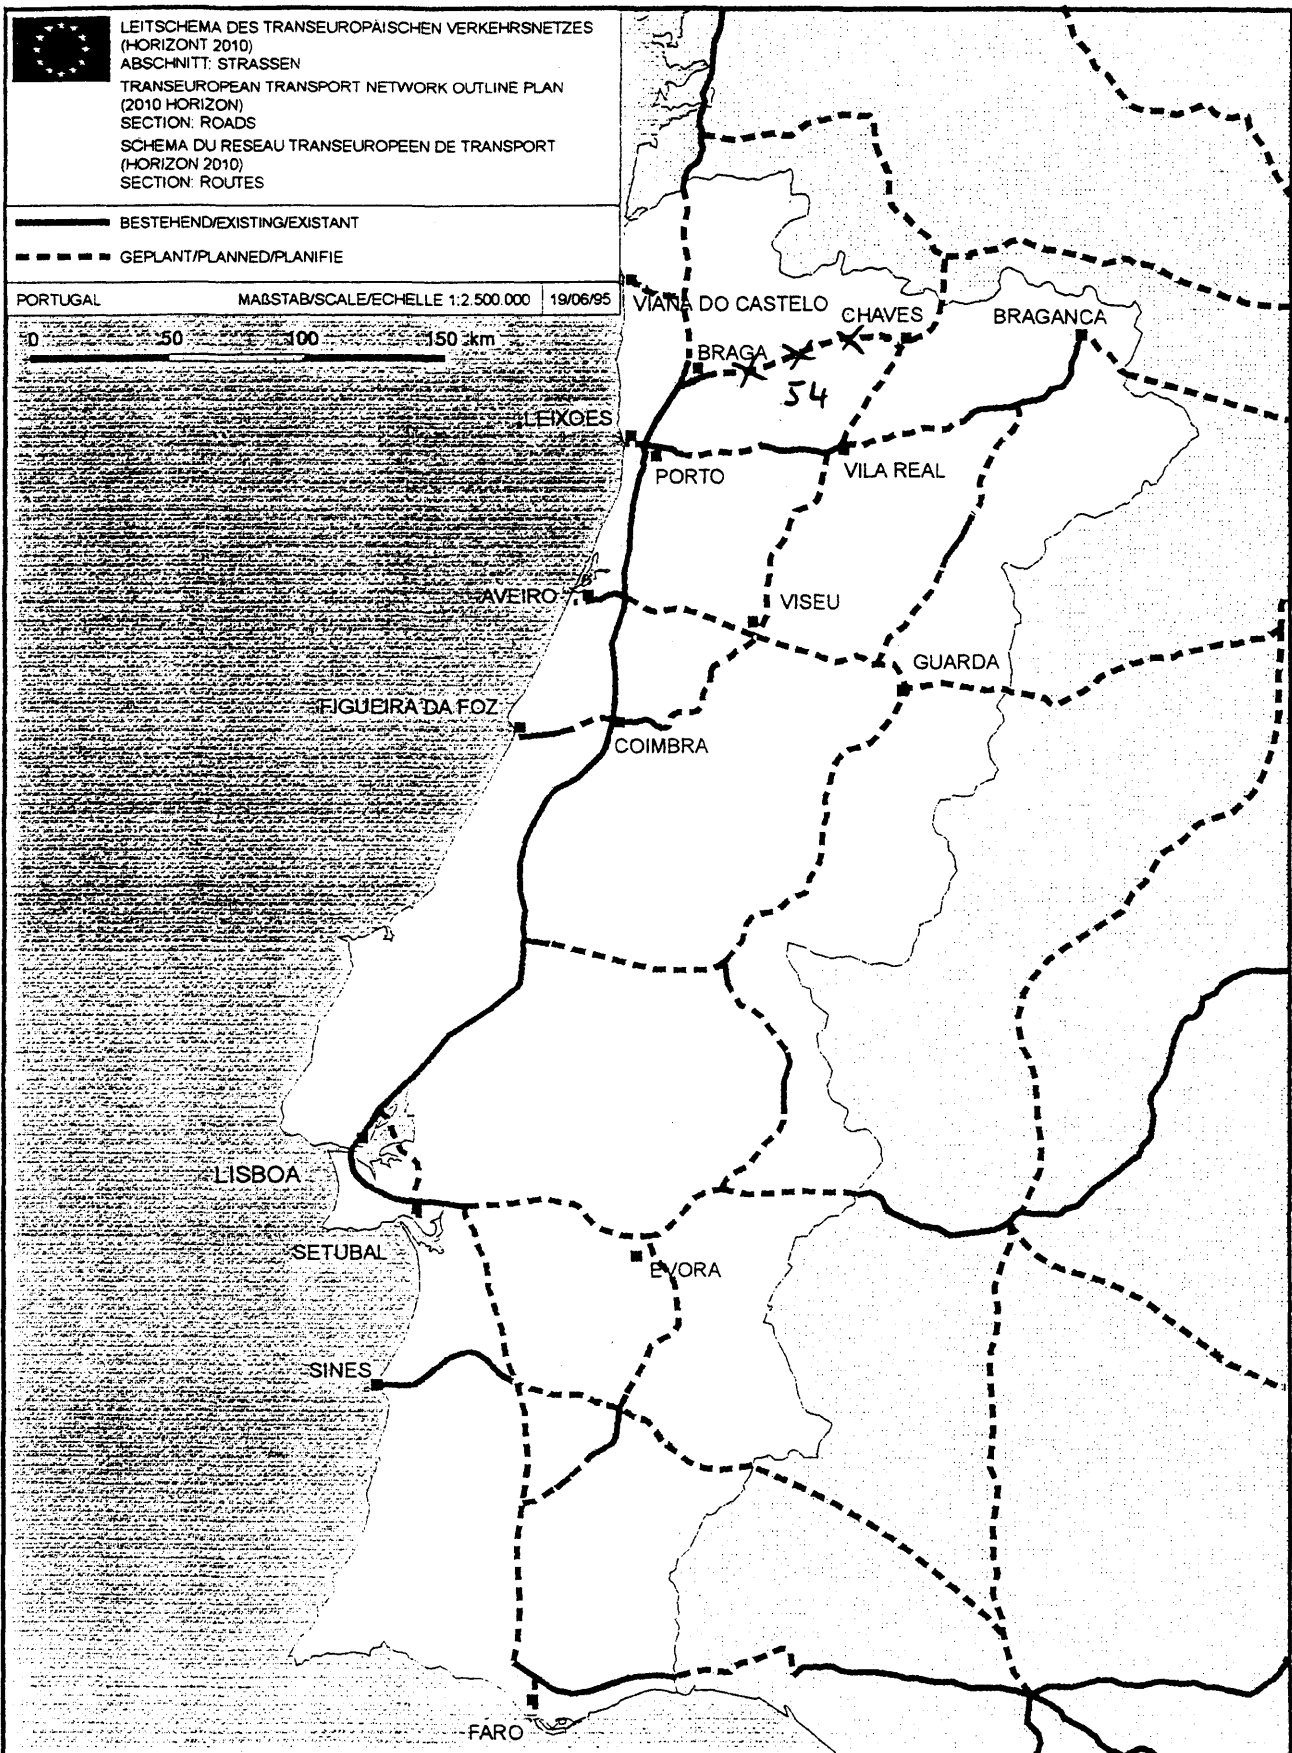 LEITSCHEMA DES TRANSEUROPÄISCHEN VERKEHRSNETZES
(HORIZONT 2010)
ABSCHNITT: STRASSEN
TRANSEUROPEAN TRANSPORT NETWORK OUTLINE PLAN
(2010 HORIZON)
SECTION: ROADS
SCHEMA DU RESEAU TRANSEUROPEEN DE TRANSPORT
(HORIZON 2010)
SECTION: ROUTES
BESTEHEND/EXISTING/EXISTANT
GEPLANT/PLANNED/PLANIFIE
PORTUGAL MAßSTAB/SCALE/ECHELLE 1:2.500.000 19/06/95
0 50 100 150 km
VIANA DO CASTELO
CHAVES
BRAGANCA
BRAGA
54
LEIXOES
PORTO
VILA REAL
AVEIRO
VISEU
GUARDA
FIGUEIRA DA FOZ
COIMBRA
LISBOA
SETUBAL
EVORA
SINES
FARO